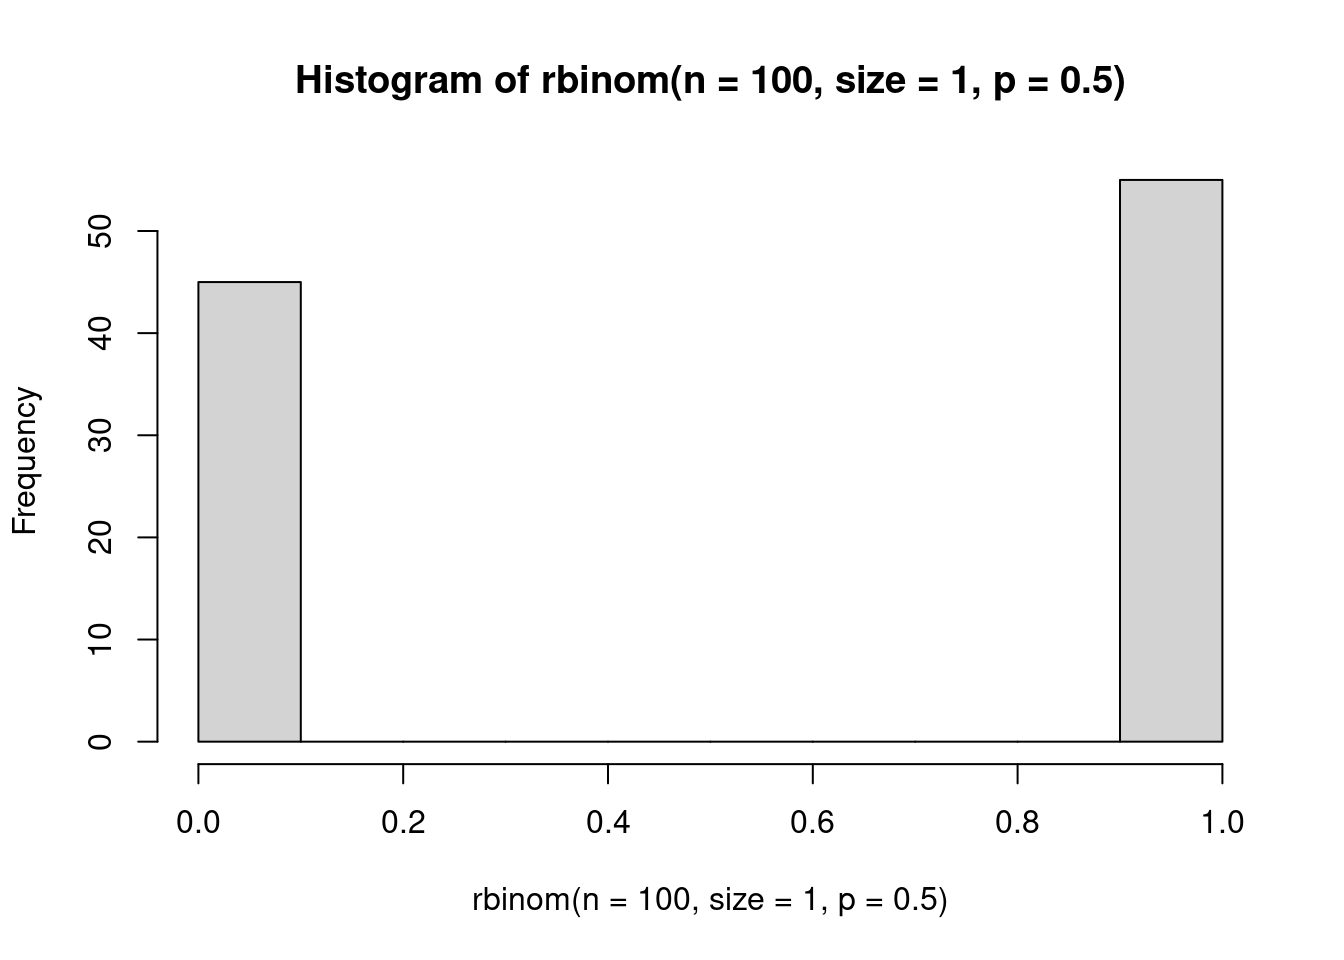 Histogram of rbinom(n = 100, size = 1, p = 0.5)
Frequency
50
40
30
20
10
0
0.0 0.2 0.4 0.6 0.8 1.0
rbinom(n = 100, size = 1, p = 0.5)